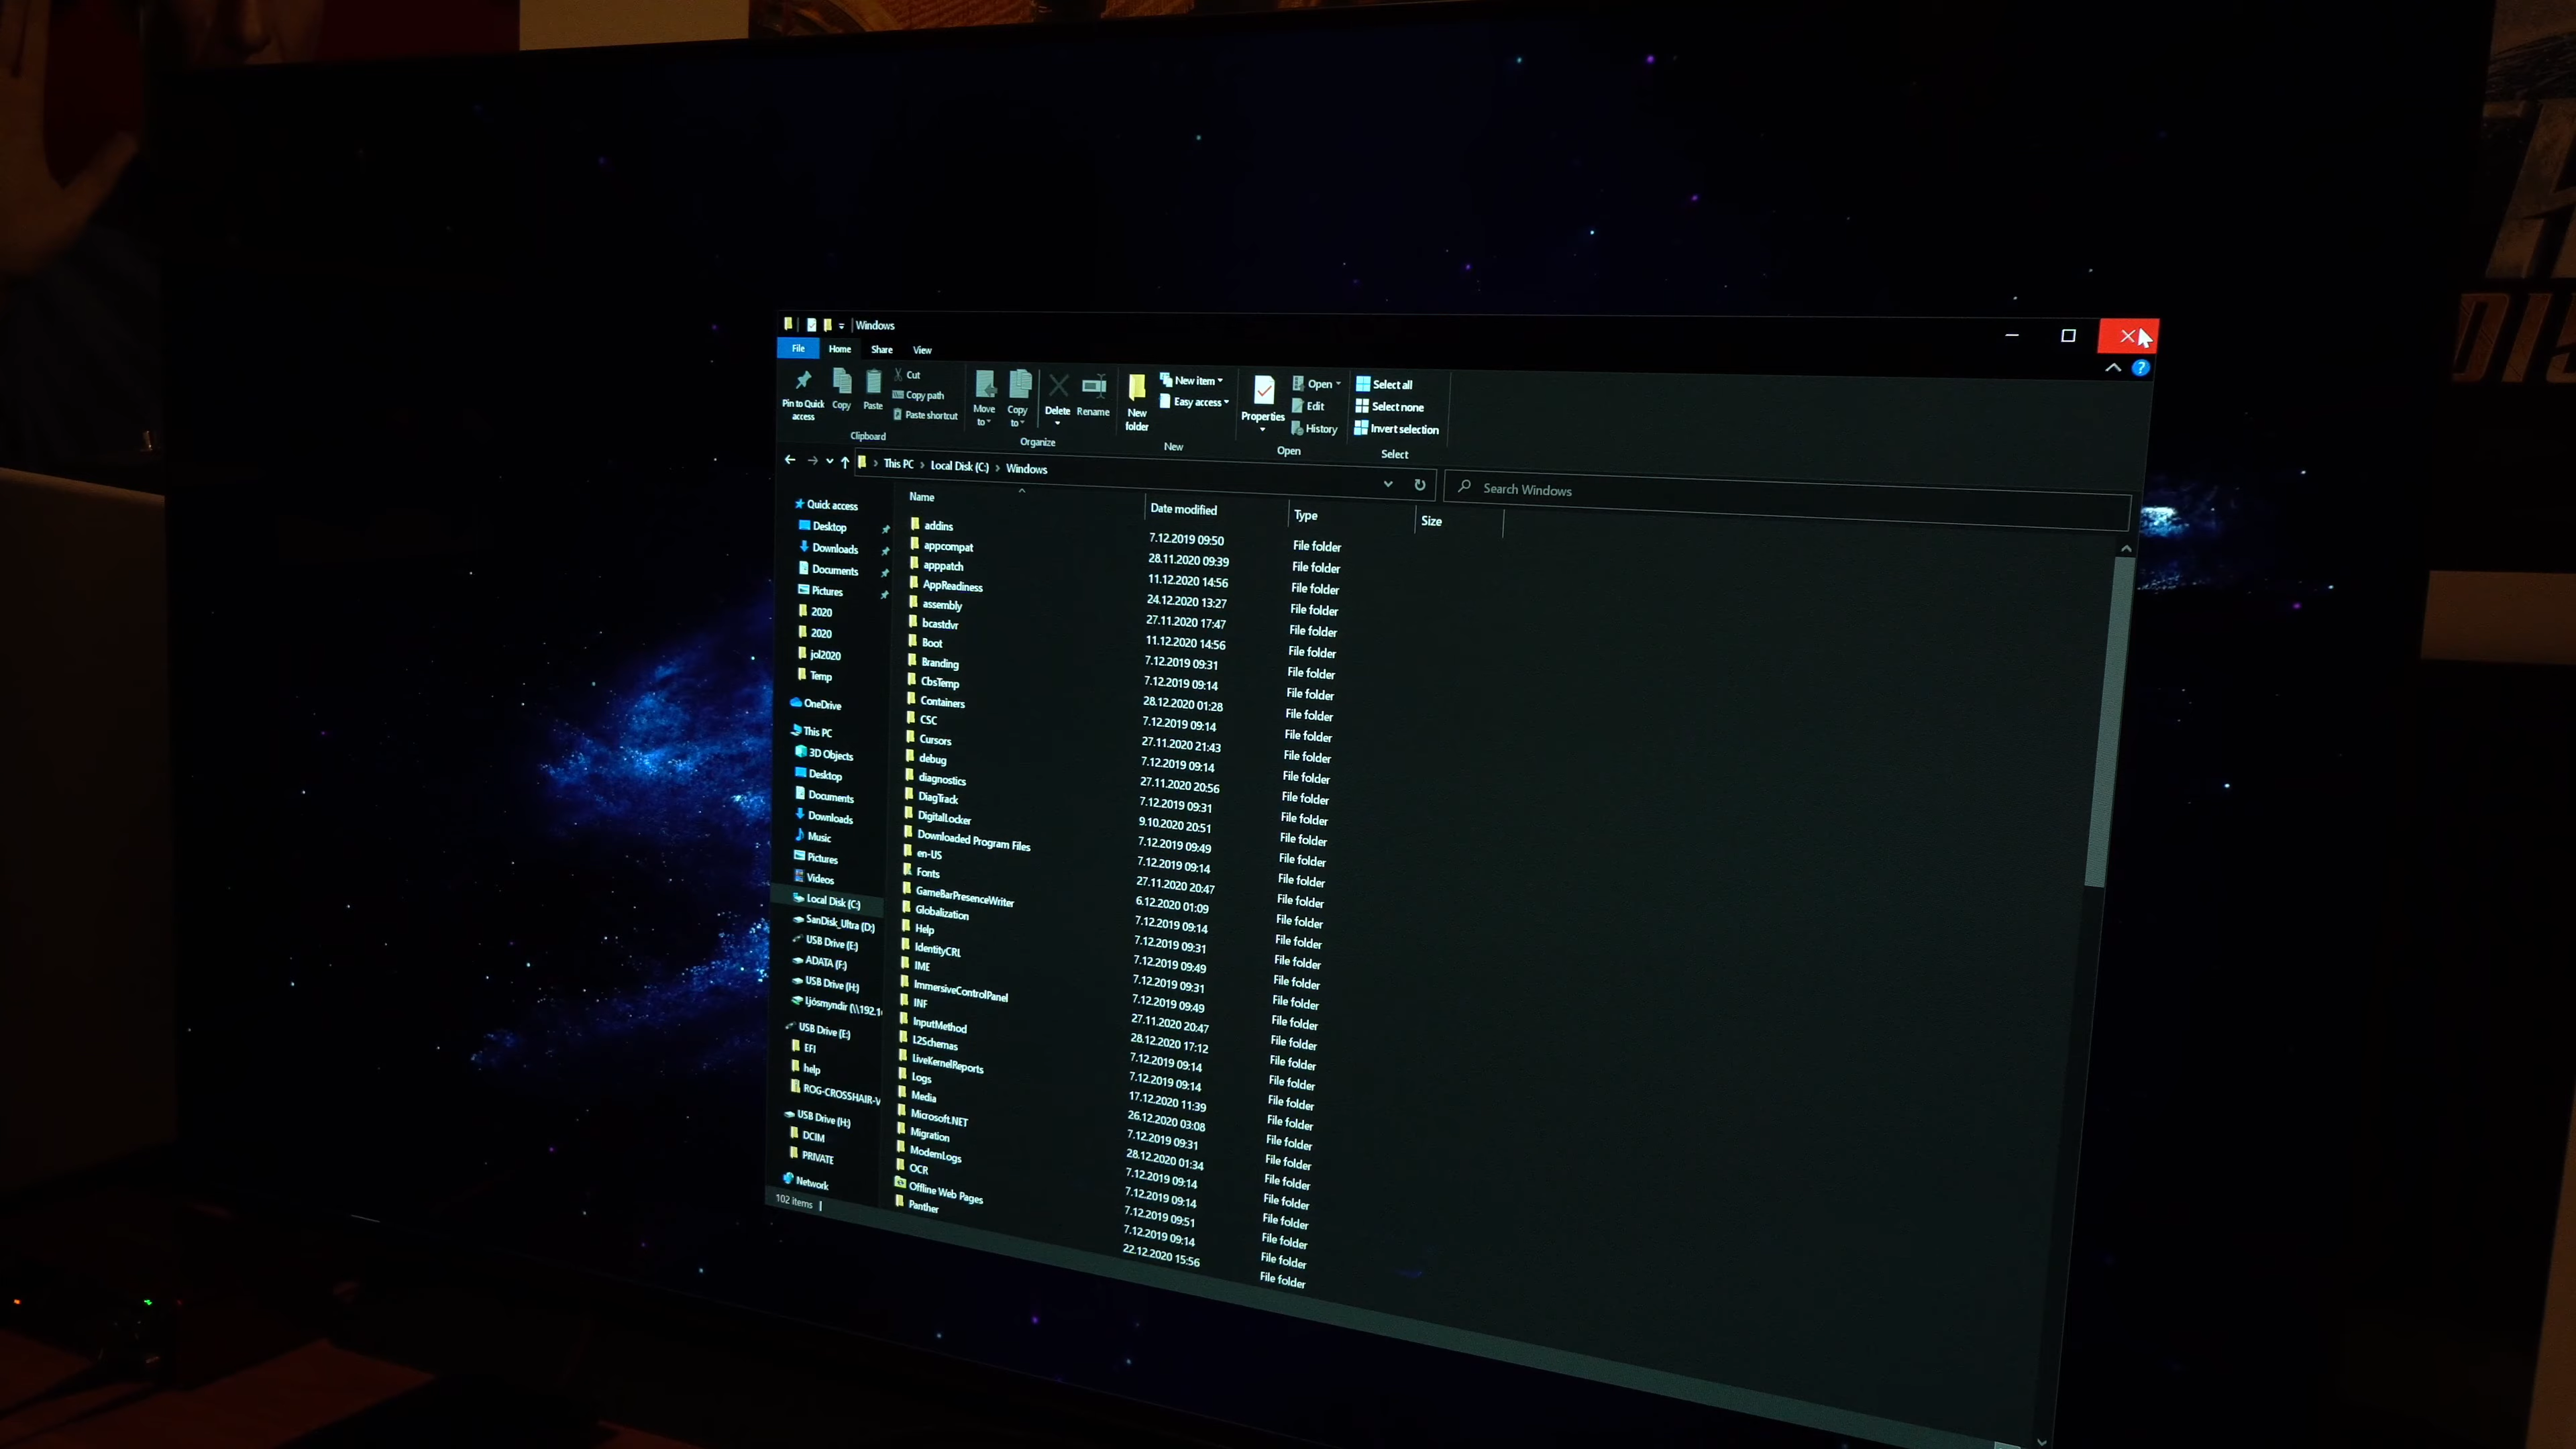 Windows
File Home Share View
Pin to Quick access
Copy
Paste
Cut
Copy path
Paste shortcut
Clipboard
Move to
Copy to
Delete
Rename
Organize
New folder
New item
Easy access
New
Properties
Open
Edit
History
Open
Select all
Select none
Invert selection
Select
This PC > Local Disk (C:) > Windows
Search Windows
Quick access
Desktop
Downloads
Documents
Pictures
2020
2020
jol2020
Temp
OneDrive
This PC
3D Objects
Desktop
Documents
Downloads
Music
Pictures
Videos
Local Disk (C:)
SanDisk_Ultra (D:)
USB Drive (E:)
ADATA (F:)
USB Drive (H:)
Ljósmyndir (\\192.1
USB Drive (E:)
EFI
help
ROG-CROSSHAIR-V
USB Drive (H:)
DCIM
PRIVATE
Network
102 items
Name Date modified Type Size
addins 7.12.2019 09:50 File folder
appcompat 28.11.2020 09:39 File folder
apppatch 11.12.2020 14:56 File folder
AppReadiness 24.12.2020 13:27 File folder
assembly 27.11.2020 17:47 File folder
bcastdvr 11.12.2020 14:56 File folder
Boot 7.12.2019 09:31 File folder
Branding 7.12.2019 09:14 File folder
CbsTemp 28.12.2020 01:28 File folder
Containers 7.12.2019 09:14 File folder
CSC 27.11.2020 21:43 File folder
Cursors 7.12.2019 09:14 File folder
debug 27.11.2020 20:56 File folder
diagnostics 7.12.2019 09:31 File folder
DiagTrack 9.10.2020 20:51 File folder
DigitalLocker 7.12.2019 09:49 File folder
Downloaded Program Files 7.12.2019 09:14 File folder
en-US 27.11.2020 20:47 File folder
Fonts 6.12.2020 01:09 File folder
GameBarPresenceWriter 7.12.2019 09:14 File folder
Globalization 7.12.2019 09:31 File folder
Help 7.12.2019 09:49 File folder
IdentityCRL 7.12.2019 09:31 File folder
IME 7.12.2019 09:49 File folder
ImmersiveControlPanel 27.11.2020 20:47 File folder
INF 28.12.2020 17:12 File folder
InputMethod 7.12.2019 09:14 File folder
L2Schemas 7.12.2019 09:14 File folder
LiveKernelReports 17.12.2020 11:39 File folder
Logs 26.12.2020 03:08 File folder
Media 7.12.2019 09:31 File folder
Microsoft.NET 28.12.2020 01:34 File folder
Migration 7.12.2019 09:14 File folder
ModemLogs 7.12.2019 09:14 File folder
OCR 7.12.2019 09:51 File folder
Offline Web Pages 7.12.2019 09:14 File folder
Panther 22.12.2020 15:56 File folder